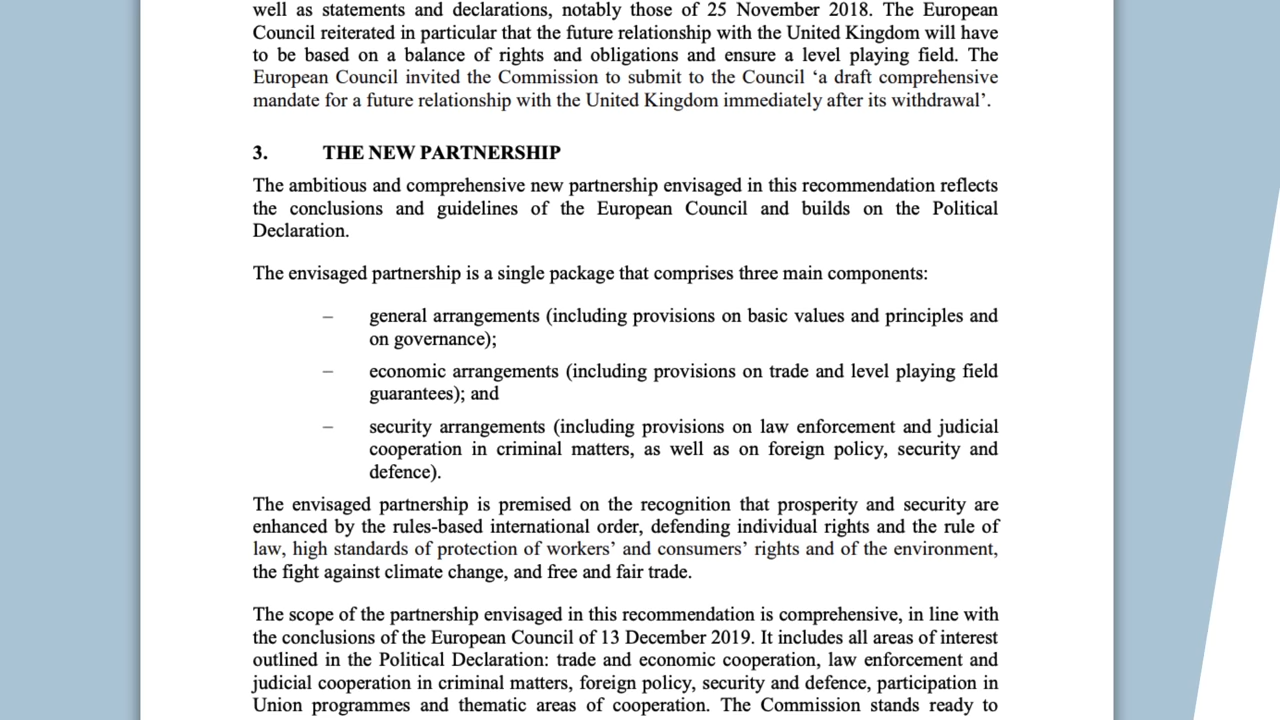 well as statements and declarations, notably those of 25 November 2018. The European
Council reiterated in particular that the future relationship with the United Kingdom will have
to be based on a balance of rights and obligations and ensure a level playing field. The
European Council invited the Commission to submit to the Council ‘a draft comprehensive
mandate for a future relationship with the United Kingdom immediately after its withdrawal’.
3. THE NEW PARTNERSHIP
The ambitious and comprehensive new partnership envisaged in this recommendation reflects
the conclusions and guidelines of the European Council and builds on the Political
Declaration.
The envisaged partnership is a single package that comprises three main components:
– general arrangements (including provisions on basic values and principles and
on governance);
– economic arrangements (including provisions on trade and level playing field
guarantees); and
– security arrangements (including provisions on law enforcement and judicial
cooperation in criminal matters, as well as on foreign policy, security and
defence).
The envisaged partnership is premised on the recognition that prosperity and security are
enhanced by the rules-based international order, defending individual rights and the rule of
law, high standards of protection of workers’ and consumers’ rights and of the environment,
the fight against climate change, and free and fair trade.
The scope of the partnership envisaged in this recommendation is comprehensive, in line with
the conclusions of the European Council of 13 December 2019. It includes all areas of interest
outlined in the Political Declaration: trade and economic cooperation, law enforcement and
judicial cooperation in criminal matters, foreign policy, security and defence, participation in
Union programmes and thematic areas of cooperation. The Commission stands ready to